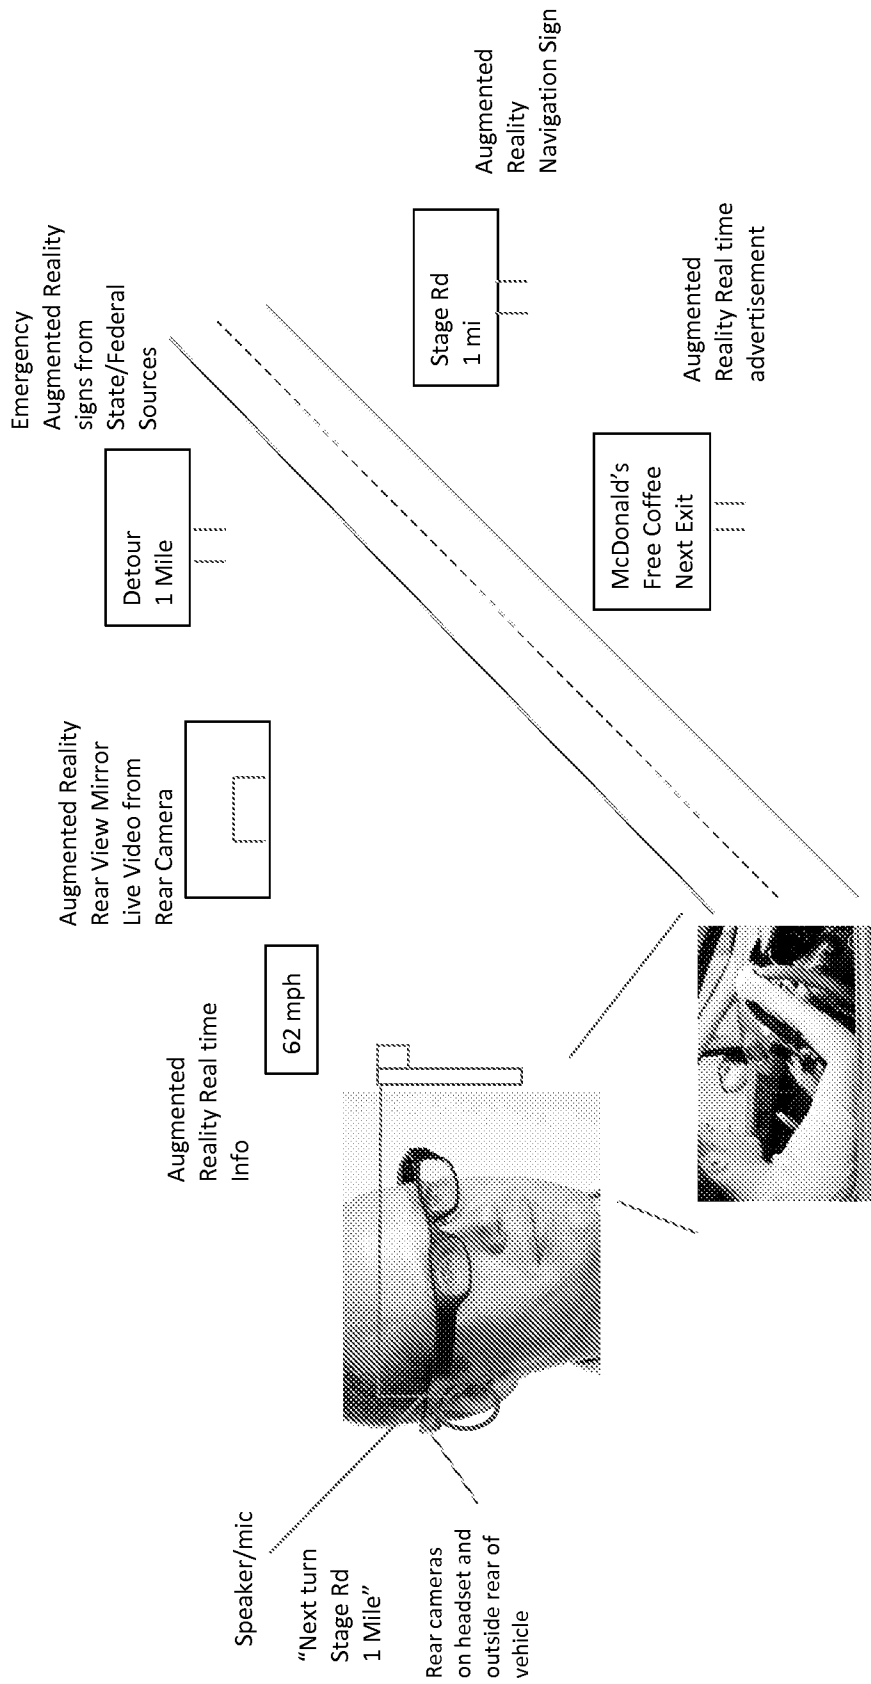 Speaker/mic
“Next turn
Stage Rd
1 Mile”
Rear cameras
on headset and
outside rear of
vehicle
Augmented
Reality Real time
Info
62 mph
Augmented Reality
Rear View Mirror
Live Video from
Rear Camera
Emergency
Augmented Reality
signs from
State/Federal
Sources
Detour
1 Mile
Stage Rd
1 mi
Augmented
Reality
Navigation Sign
McDonald’s
Free Coffee
Next Exit
Augmented
Reality Real time
advertisement